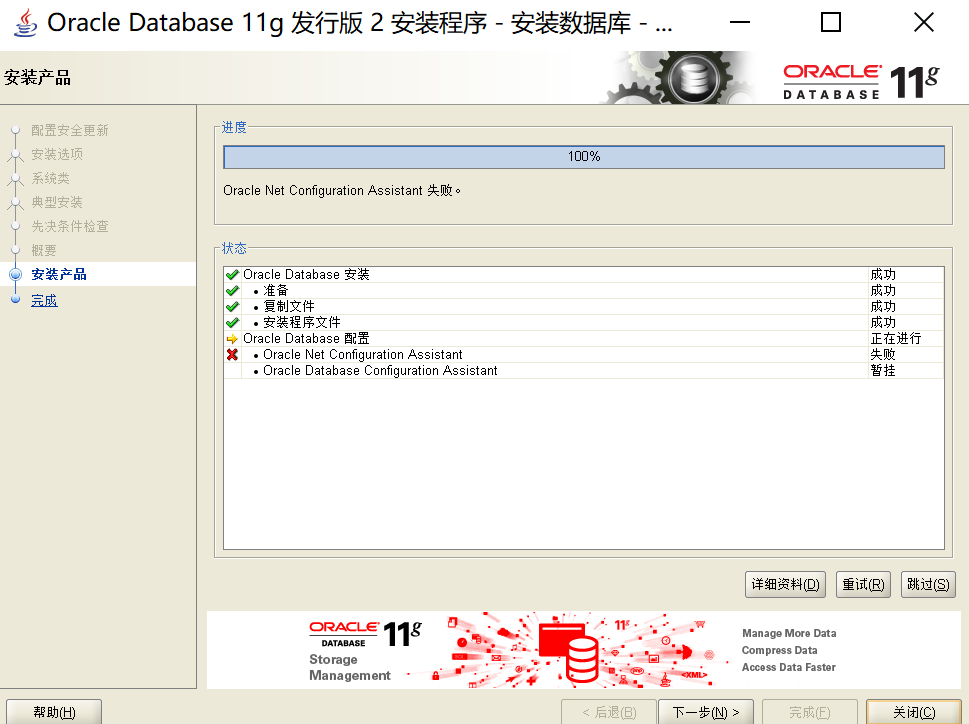 Oracle Database 11g 发行版 2 安装程序 - 安装数据库 - ...
安装产品
ORACLE
DATABASE 11g
配置安全更新
安装选项
系统类
典型安装
先决条件检查
概要
安装产品
完成
进度
100%
Oracle Net Configuration Assistant 失败。
状态
Oracle Database 安装 成功
• 准备 成功
• 复制文件 成功
• 安装程序文件 成功
Oracle Database 配置 正在进行
• Oracle Net Configuration Assistant 失败
• Oracle Database Configuration Assistant 暂挂
详细资料(D) 重试(R) 跳过(S)
ORACLE
DATABASE 11g
Storage
Management
11g
<XML>
Manage More Data
Compress Data
Access Data Faster
帮助(H) < 后退(B) 下一步(N) > 完成(F) 关闭(C)